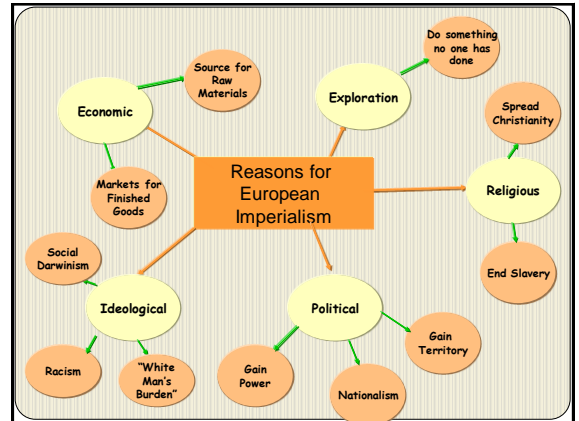 Do something
no one has
done
Source for
Raw
Materials
Economic
Exploration
Spread
Christianity
Reasons for
European
Imperialism
Markets for
Finished
Goods
Religious
Social
Darwinism
End Slavery
Ideological
Political
Gain
Territory
Racism
"White
Man's
Burden"
Gain
Power
Nationalism